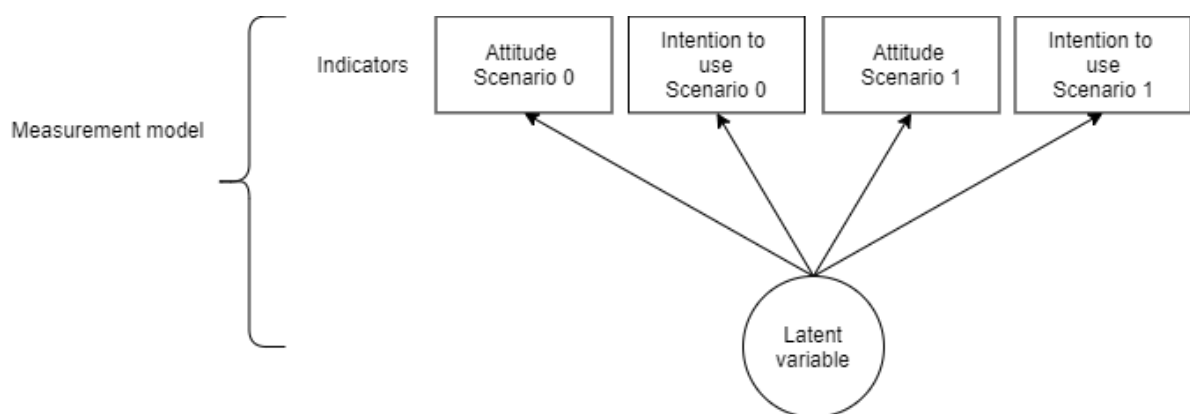 Measurement model
Indicators
Attitude
Scenario 0
Intention to
use
Scenario 0
Attitude
Scenario 1
Intention to
use
Scenario 1
Latent
variable